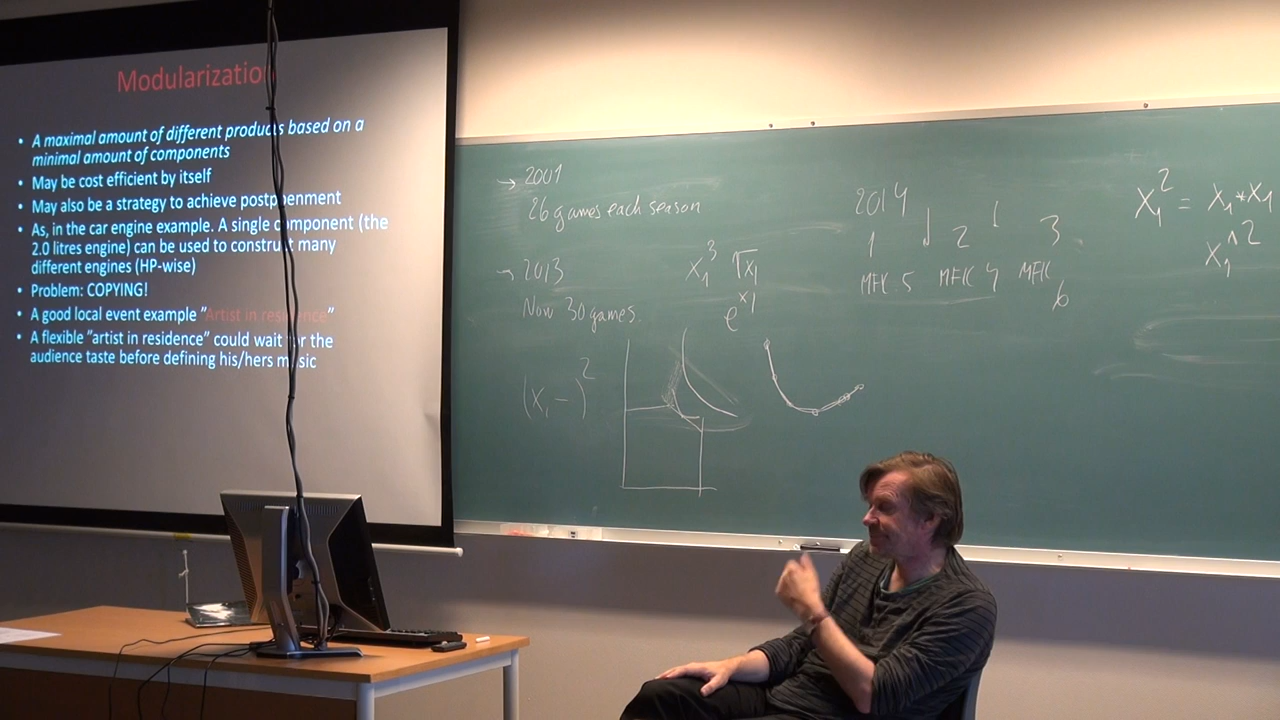 Modularization
• A maximal amount of different products based on a
minimal amount of components
• May be cost efficient by itself
• May also be a strategy to achieve postponenment
• As, in the car engine example. A single component (the
2.0 litres engine) can be used to construct many
different engines (HP-wise)
• Problem: COPYING!
• A good local event example ”Artist in residence”
• A flexible ”artist in residence” could wait for the
audience taste before defining his/hers music
→ 2001
26 games each season
→ 2013
Now 30 games.
x₁³ √x₁
e^x₁
(x₁-)²
2014
1 2 3
MFK 5 MFK 4 MFK
6
X₁² = X₁*X₁
X₁^2